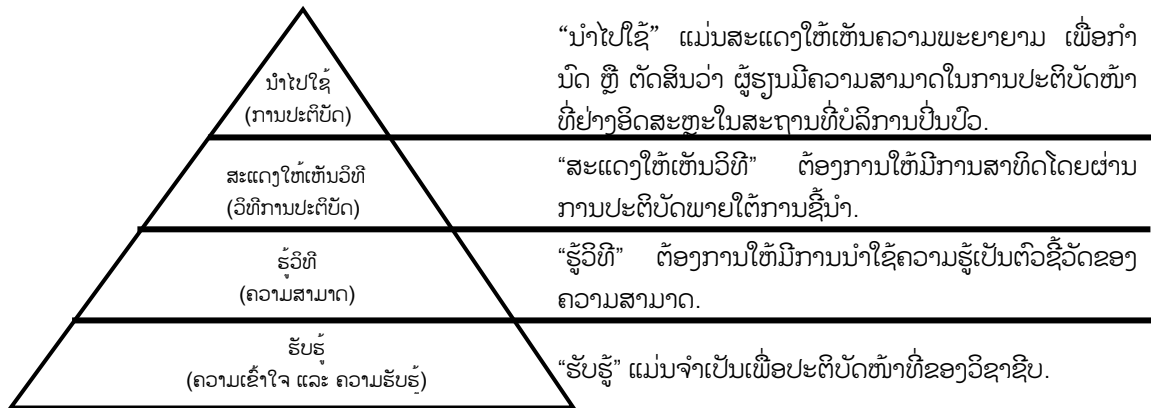 ນຳໄປໃຊ້
(ການປະຕິບັດ)
“ນຳໄປໃຊ້” ແມ່ນສະແດງໃຫ້ເຫັນຄວາມພະຍາຍາມ ເພື່ອກຳ
ນົດ ຫຼື ຕັດສິນວ່າ ຜູ້ຮຽນມີຄວາມສາມາດໃນການປະຕິບັດໜ້າ
ທີ່ຢ່າງອິດສະຫຼະໃນສະຖານທີ່ບໍລິການປິ່ນປົວ.
ສະແດງໃຫ້ເຫັນວິທີ
(ວິທີການປະຕິບັດ)
“ສະແດງໃຫ້ເຫັນວິທີ” ຕ້ອງການໃຫ້ມີການສາທິດໂດຍຜ່ານ
ການປະຕິບັດພາຍໃຕ້ການຊີ້ນຳ.
ຮູ້ວິທີ
(ຄວາມສາມາດ)
“ຮູ້ວິທີ” ຕ້ອງການໃຫ້ມີການນຳໃຊ້ຄວາມຮູ້ເປັນຕົວຊີ້ວັດຂອງ
ຄວາມສາມາດ.
ຮັບຮູ້
(ຄວາມເຂົ້າໃຈ ແລະ ຄວາມຮັບຮູ້)
“ຮັບຮູ້” ແມ່ນຈຳເປັນເພື່ອປະຕິບັດໜ້າທີ່ຂອງວິຊາຊີບ.